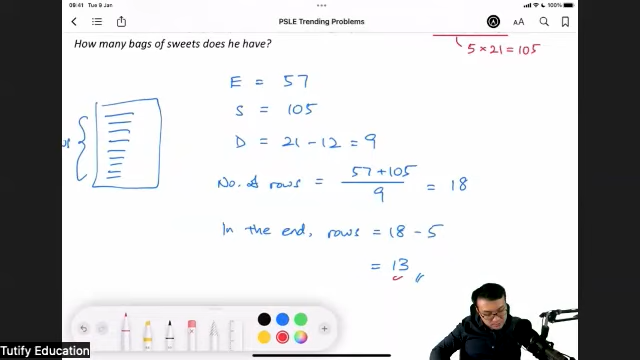 09:41 Tue 9 Jan
100%
PSLE Trending Problems
AA
How many bags of sweets does he have?
5 × 21 = 105
E = 57
S = 105
D = 21 - 12 = 9
No. of rows = 57 + 105 / 9 = 18
In the end, rows = 18 - 5
= 13
Tutify Education